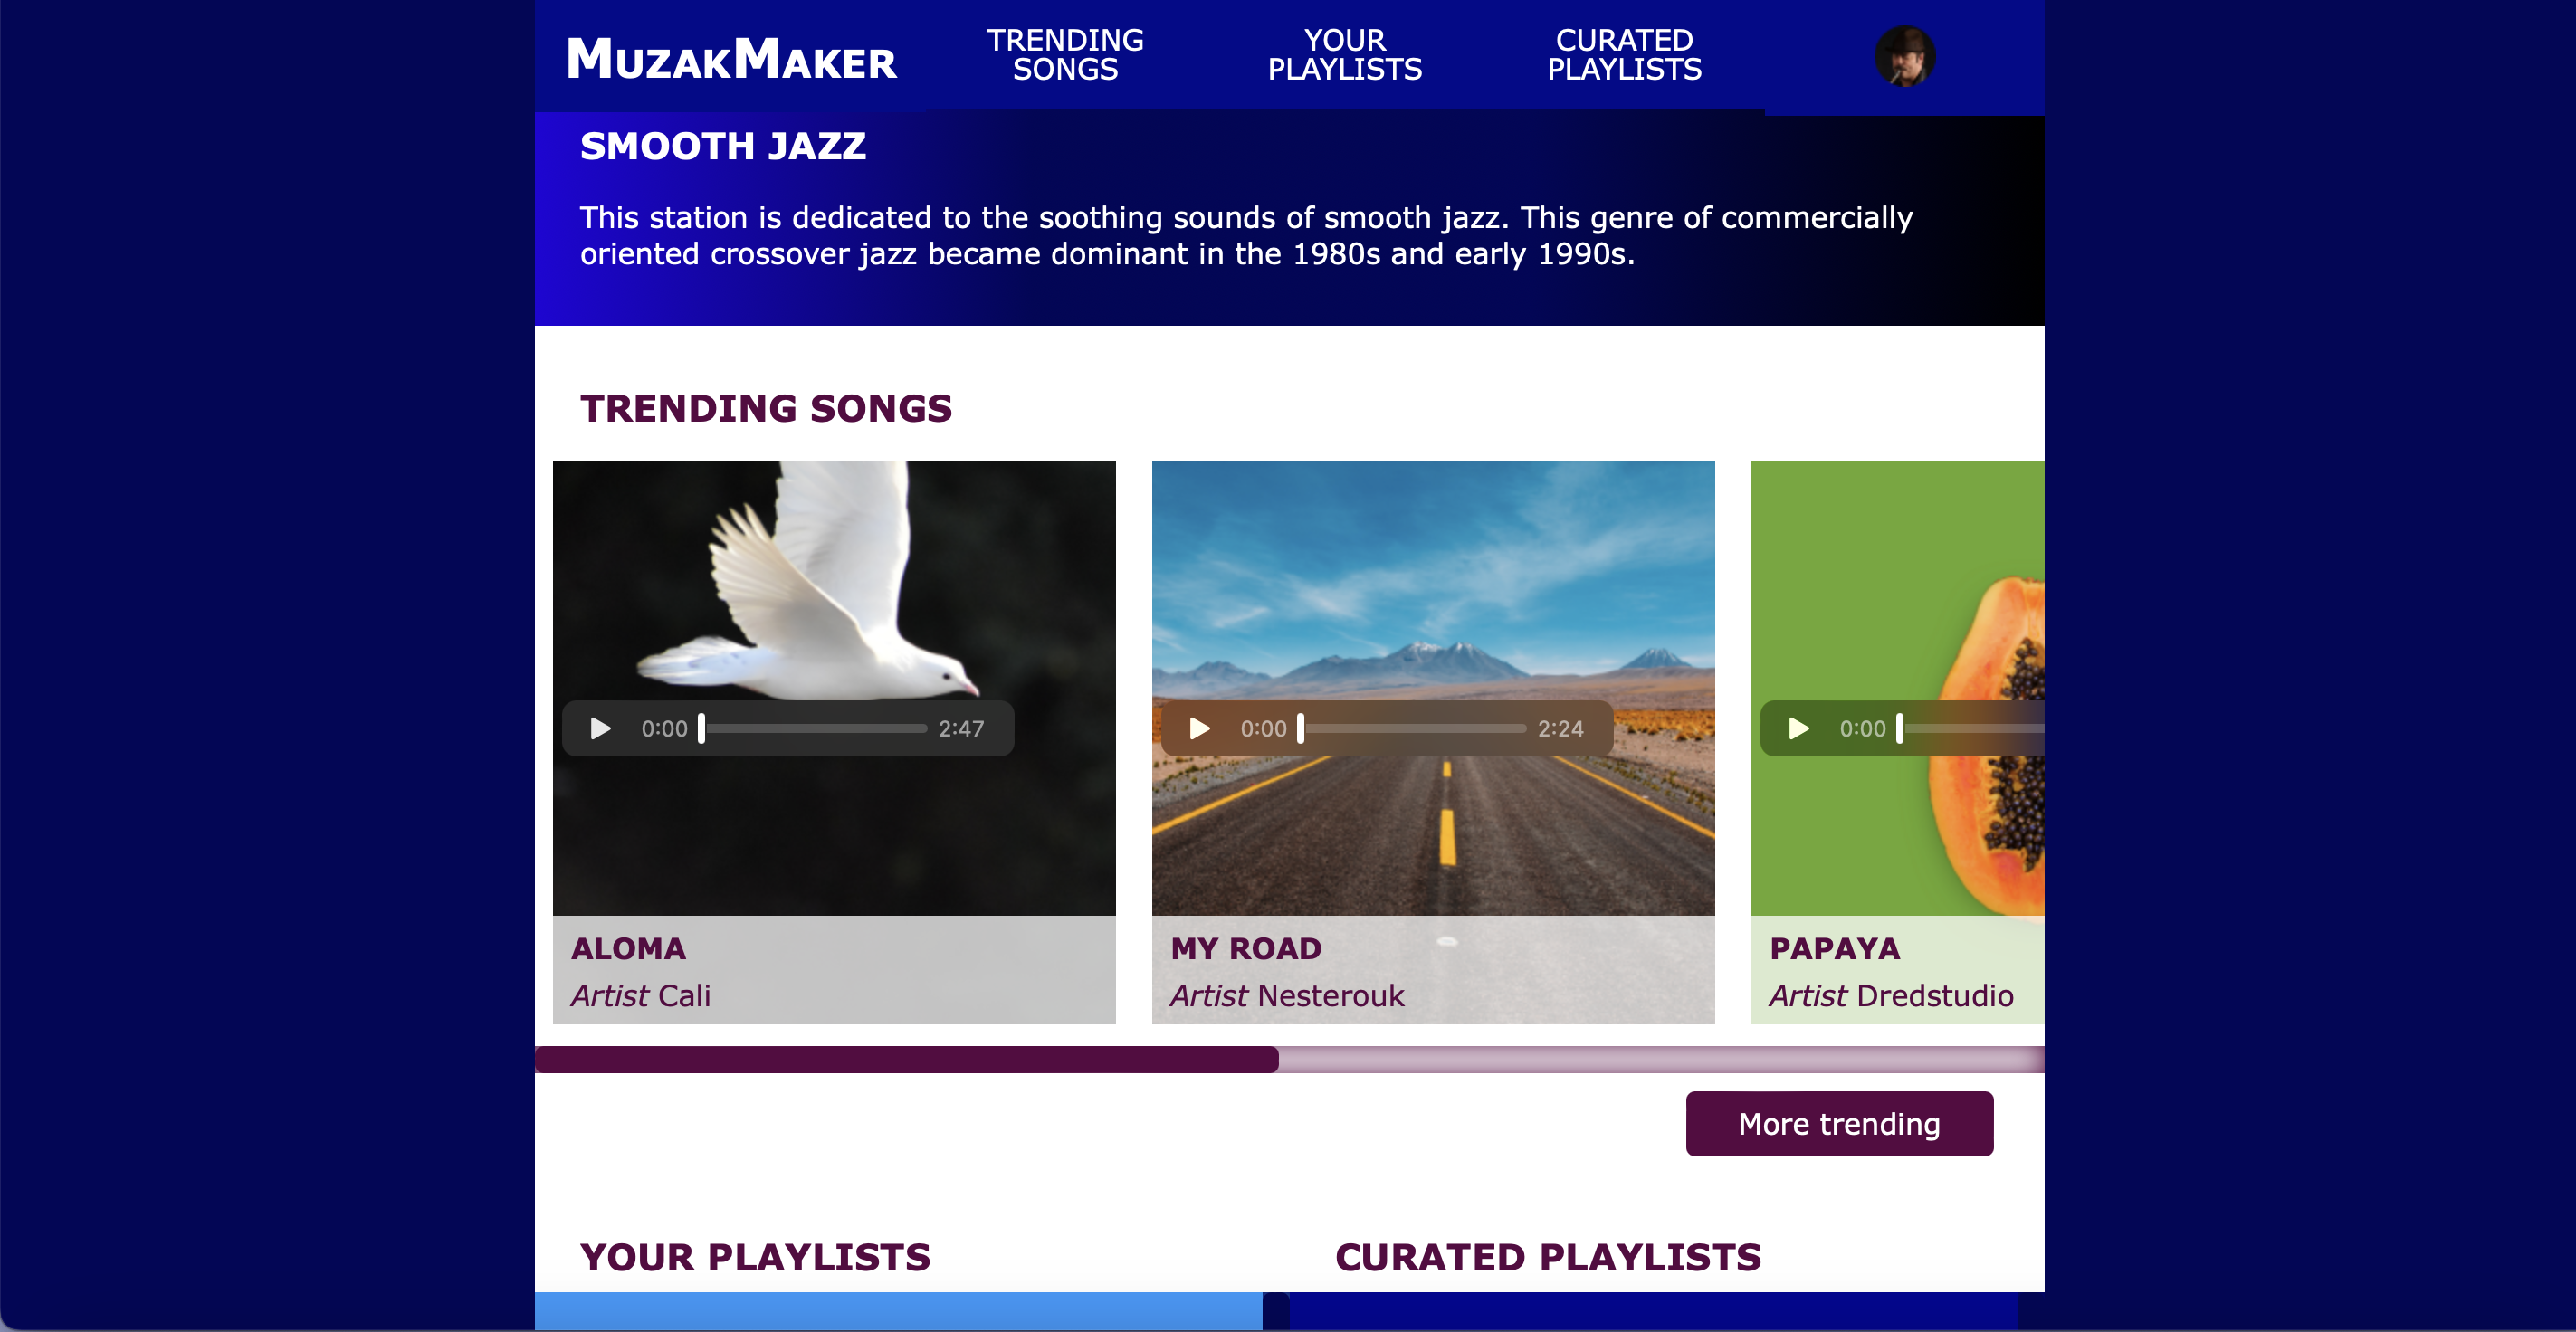 MuzakMaker
TRENDING
SONGS
YOUR
PLAYLISTS
CURATED
PLAYLISTS
SMOOTH JAZZ
This station is dedicated to the soothing sounds of smooth jazz. This genre of commercially
oriented crossover jazz became dominant in the 1980s and early 1990s.
TRENDING SONGS
0:00 2:47
0:00 2:24
0:00
ALOMA
Artist Cali
MY ROAD
Artist Nesterouk
PAPAYA
Artist Dredstudio
More trending
YOUR PLAYLISTS
CURATED PLAYLISTS